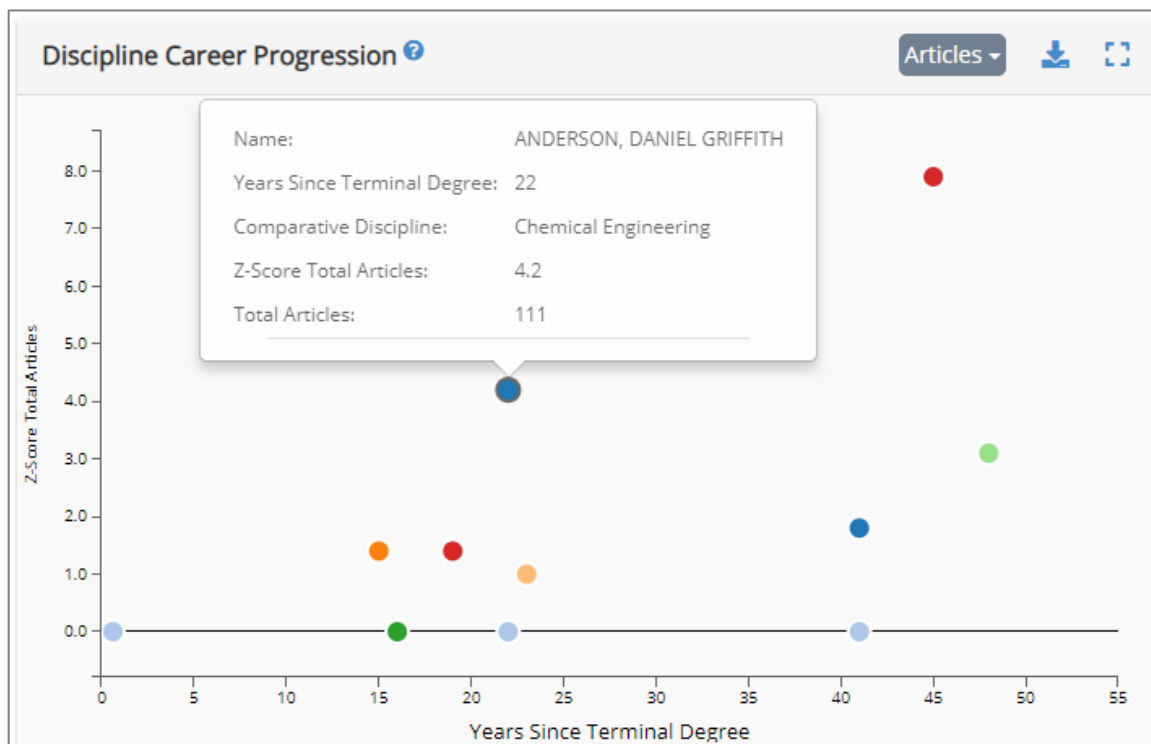 Discipline Career Progression ?
Articles
Name: ANDERSON, DANIEL GRIFFITH
Years Since Terminal Degree: 22
Comparative Discipline: Chemical Engineering
Z-Score Total Articles: 4.2
Total Articles: 111
Z-Score Total Articles
8.0
7.0
6.0
5.0
4.0
3.0
2.0
1.0
0.0
0 5 10 15 20 25 30 35 40 45 50 55
Years Since Terminal Degree